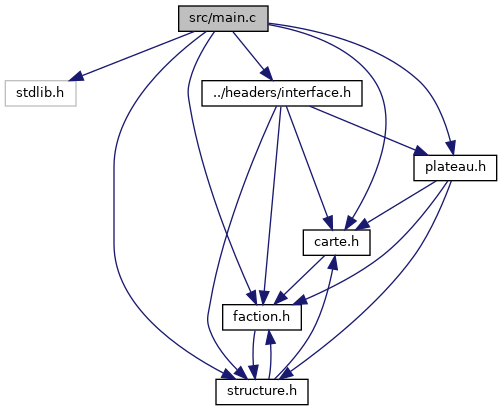 src/main.c
stdlib.h
../headers/interface.h
plateau.h
carte.h
faction.h
structure.h